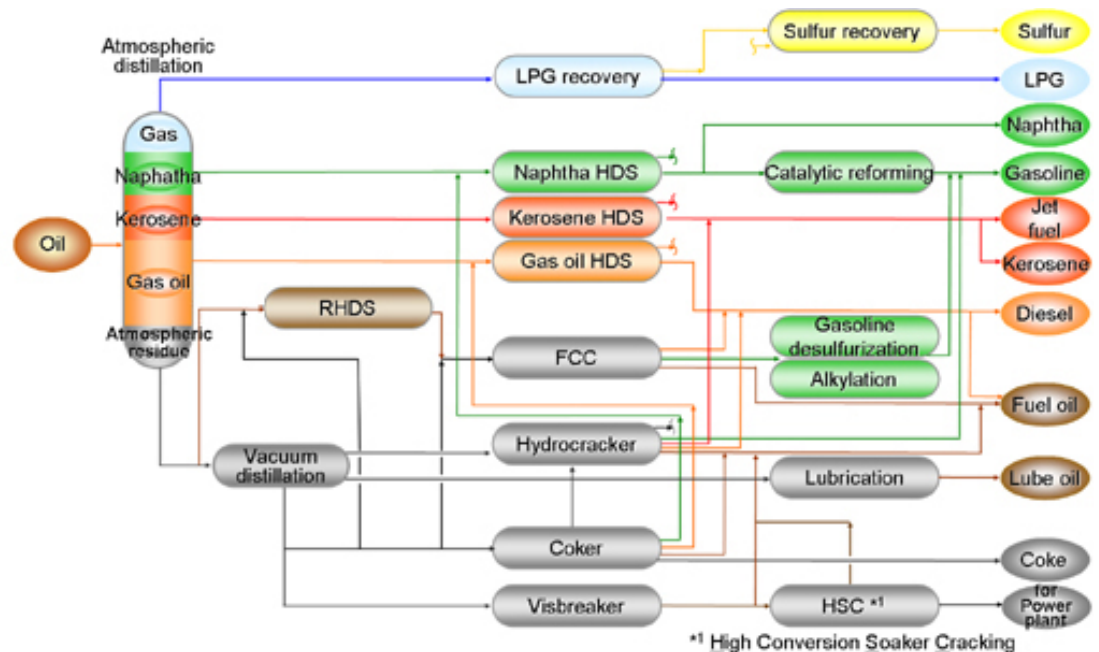 Atmospheric
distillation
Sulfur recovery
Sulfur
LPG recovery
LPG
Gas
Naphtha
Naphatha
Naphtha HDS
Catalytic reforming
Gasoline
Kerosene
Kerosene HDS
Jet
fuel
Oil
Gas oil HDS
Kerosene
Gas oil
RHDS
Diesel
Atmospheric
residue
FCC
Gasoline
desulfurization
Alkylation
Fuel oil
Hydrocracker
Vacuum
distillation
Lubrication
Lube oil
Coker
Coke
Visbreaker
HSC *1
for
Power
plant
*1 High Conversion Soaker Cracking